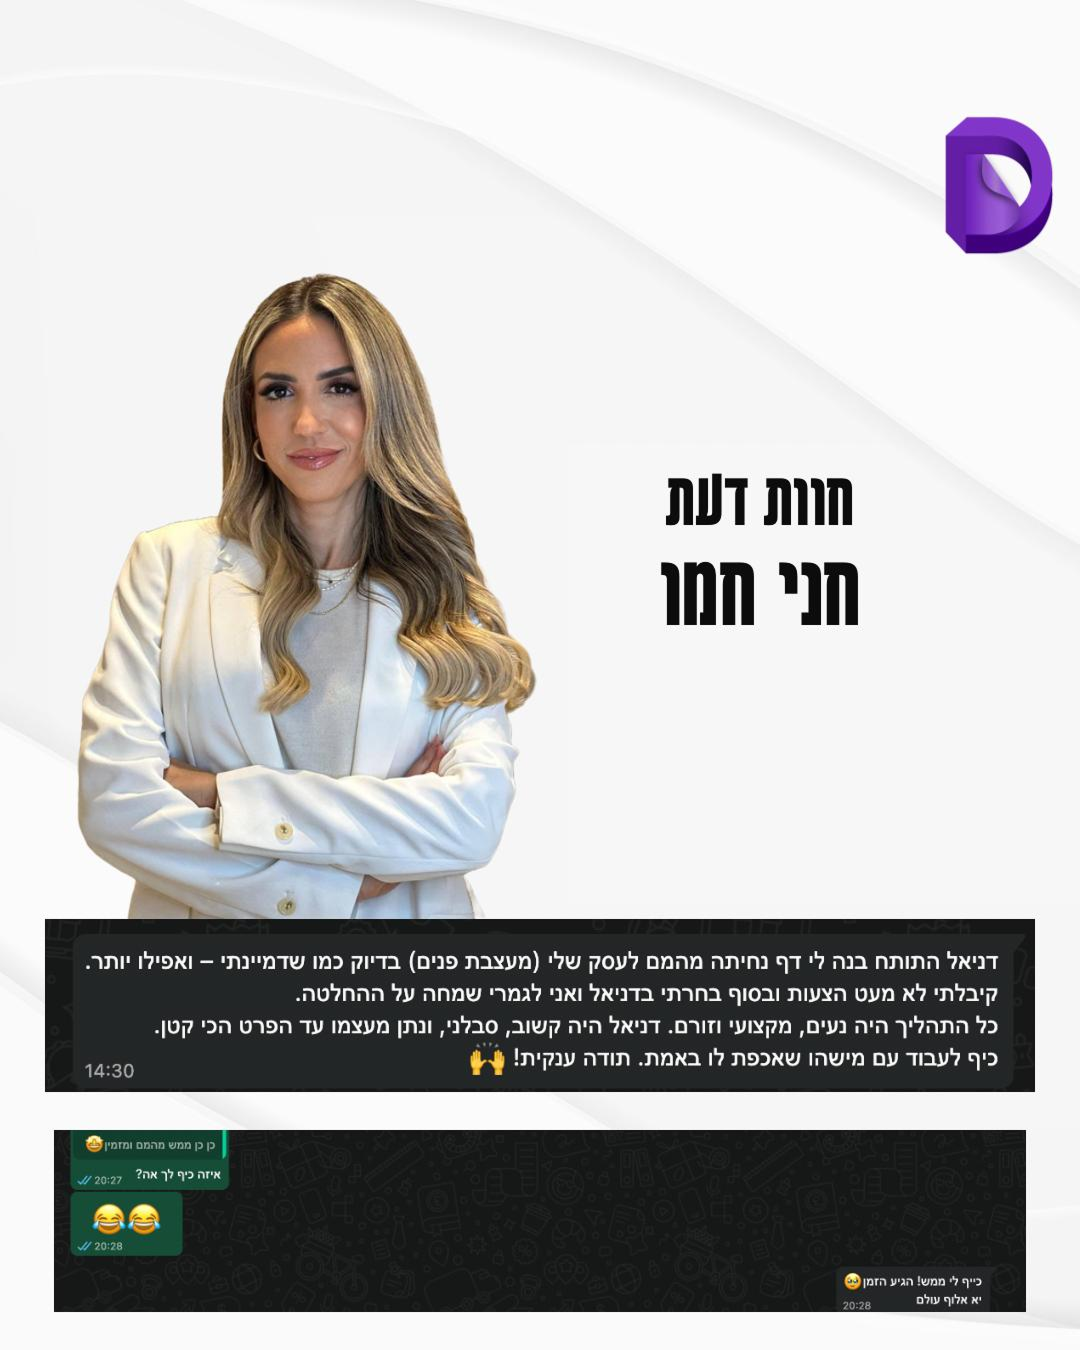 D
חוות דעת
חני חמו
דניאל התותח בנה לי דף נחיתה מהמם לעסק שלי (מעצבת פנים) בדיוק כמו שדמיינתי – ואפילו יותר.
קיבלתי לא מעט הצעות ובסוף בחרתי בדניאל ואני לגמרי שמחה על ההחלטה.
כל התהליך היה נעים, מקצועי וזורם. דניאל היה קשוב, סבלני, ונתן מעצמו עד הפרט הכי קטן.
כיף לעבוד עם מישהו שאכפת לו באמת. תודה ענקית! 🙌
14:30
כן כן ממש מהמם ומזמין🤩
איזה כיף לך אה?
20:27
😂😂
20:28
כייף לי ממש! הגיע הזמן🥹
יא אלוף עולם
20:28